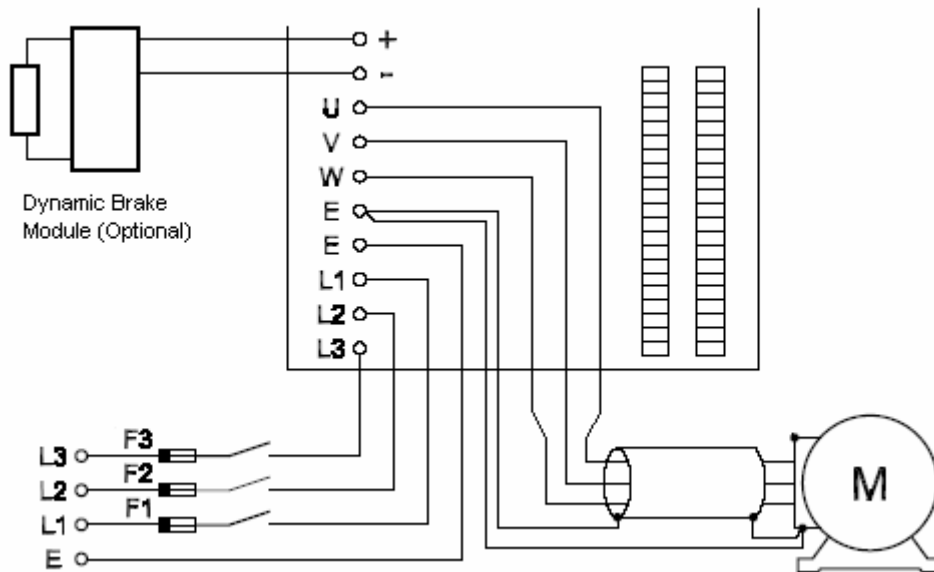 +
-
U
V
W
E
E
L1
L2
L3
Dynamic Brake
Module (Optional)
L3 F3
L2 F2
L1 F1
E
M